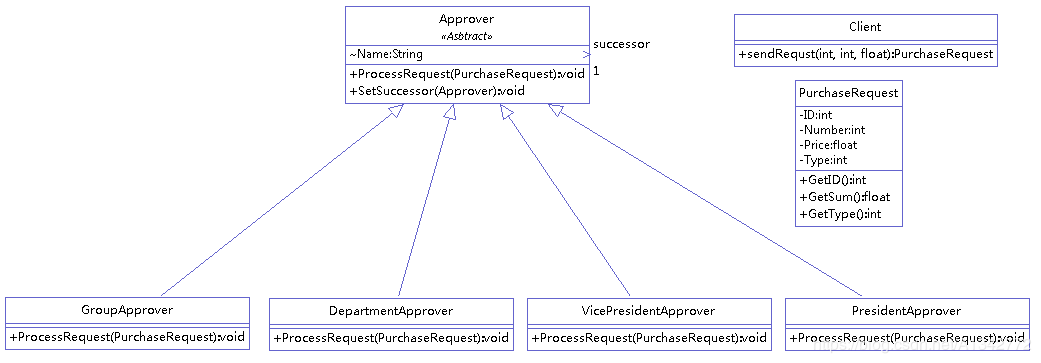 Approver
«Asbtract»
~Name:String
+ProcessRequest(PurchaseRequest):void
+SetSuccessor(Approver):void
successor
1
Client
+sendRequst(int, int, float):PurchaseRequest
PurchaseRequest
-ID:int
-Number:int
-Price:float
-Type:int
+GetID():int
+GetSum():float
+GetType():int
GroupApprover
+ProcessRequest(PurchaseRequest):void
DepartmentApprover
+ProcessRequest(PurchaseRequest):void
VicePresidentApprover
+ProcessRequest(PurchaseRequest):void
PresidentApprover
+ProcessRequest(PurchaseRequest):void